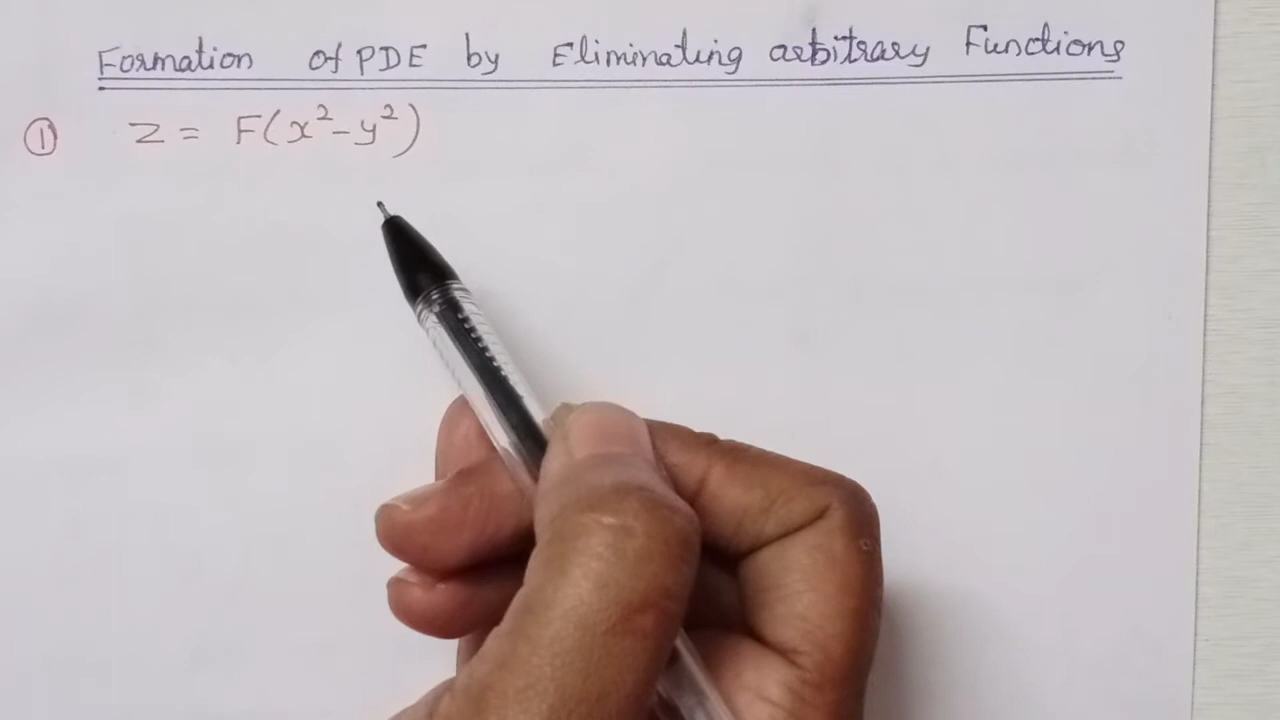 Formation of PDE by Eliminating arbitrary Functions
① z = F(x²-y²)